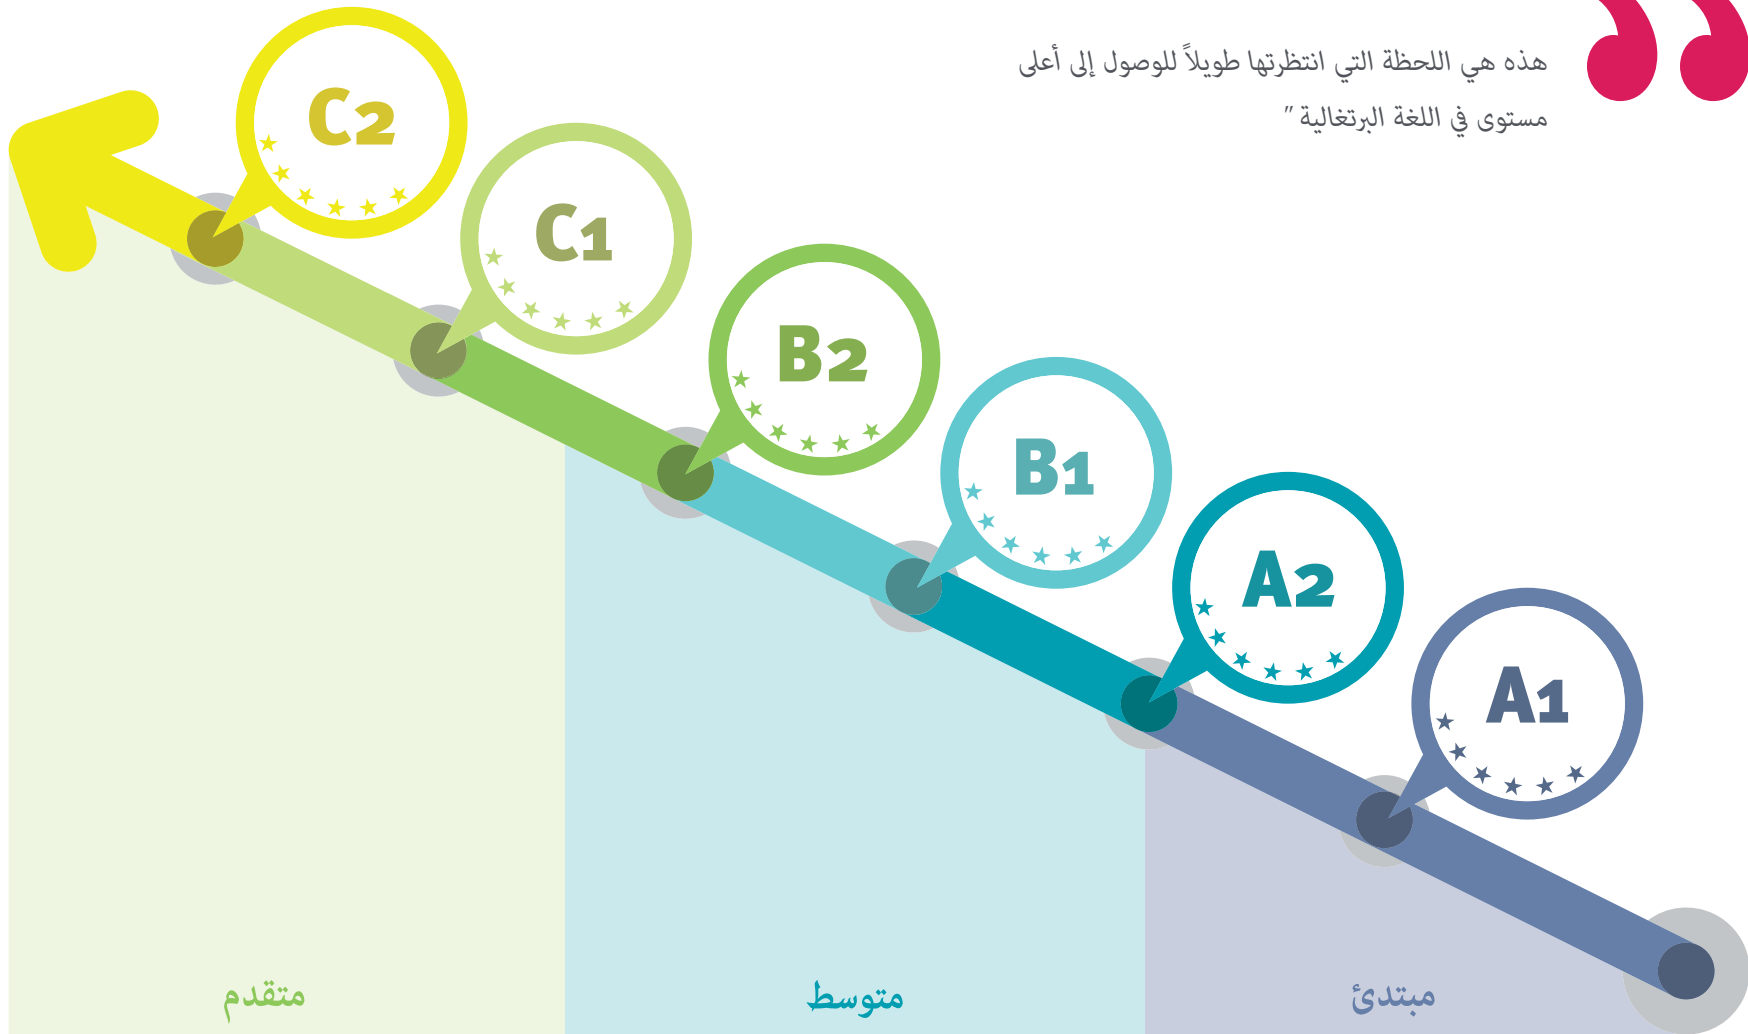 هذه هي اللحظة التي انتظرتها طويلاً للوصول إلى أعلى
مستوى في اللغة البرتغالية "
C2
C1
B2
B1
A2
A1
مبتدئ
متوسط
متقدم